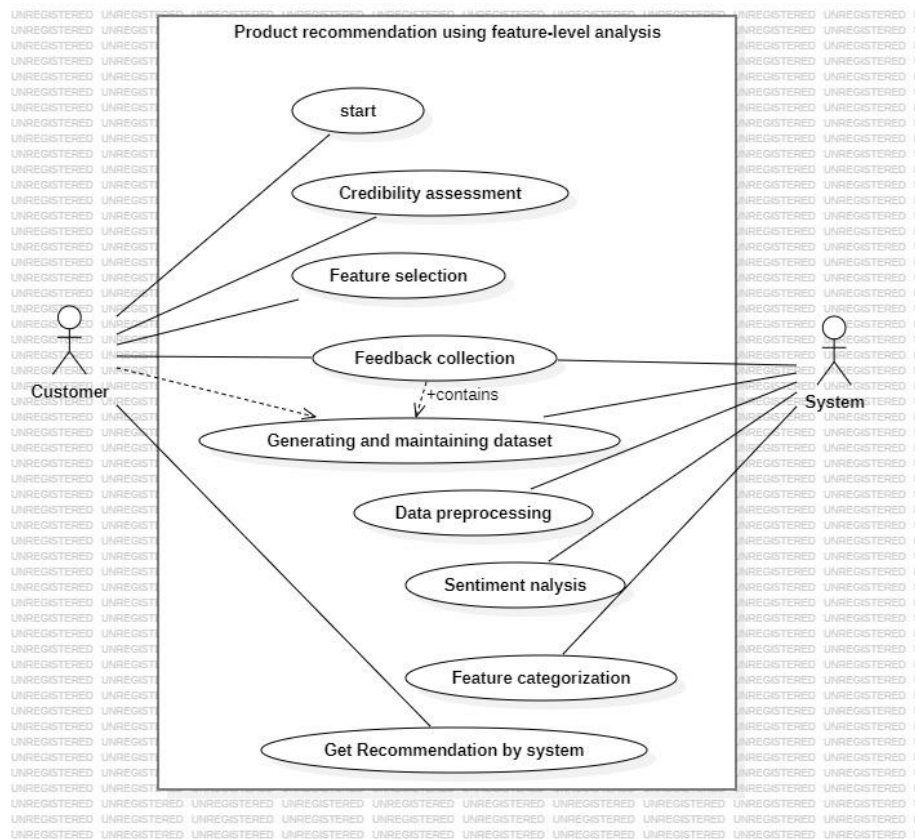 Product recommendation using feature-level analysis
start
Credibility assessment
Feature selection
Feedback collection
+contains
Customer
System
Generating and maintaining dataset
Data preprocessing
Sentiment nalysis
Feature categorization
Get Recommendation by system
UNREGISTERED